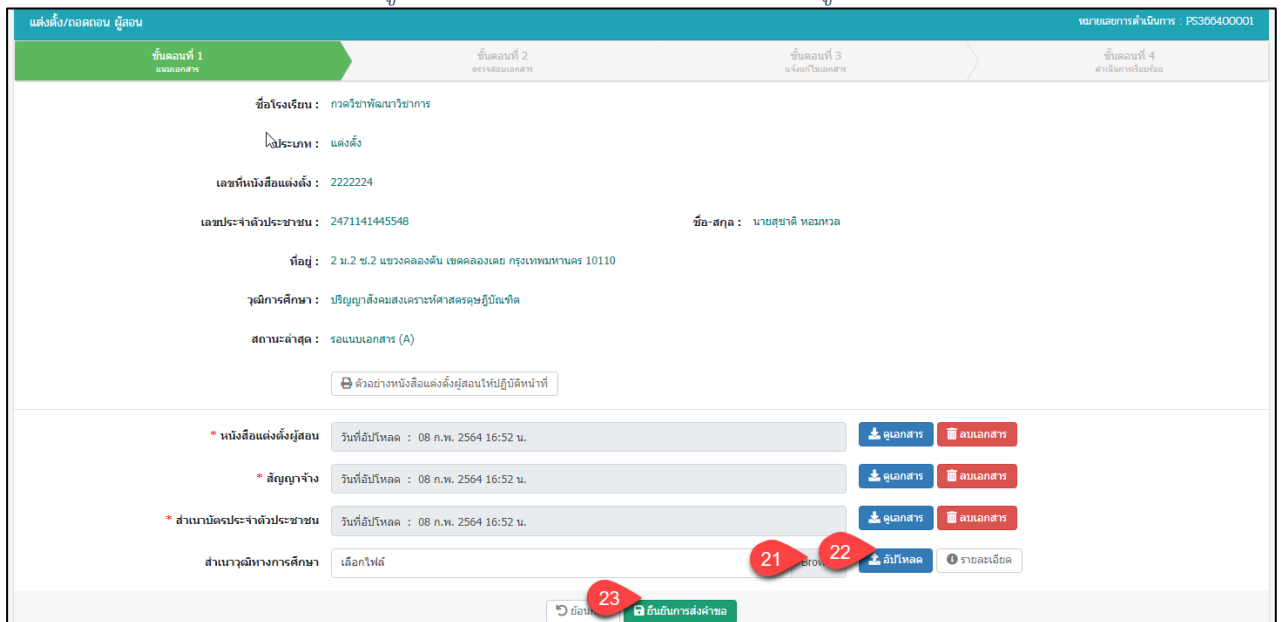 แต่งตั้ง/ถอดถอน ผู้สอน หมายเลขการดำเนินการ : PS366400001
ขั้นตอนที่ 1 ขั้นตอนที่ 2 ขั้นตอนที่ 3 ขั้นตอนที่ 4
แนบเอกสาร ตรวจสอบเอกสาร แจ้งแก้ไขเอกสาร ดำเนินการเรียบร้อย
ชื่อโรงเรียน : กวดวิชาพัฒนาวิชาการ
ประเภท : แต่งตั้ง
เลขที่หนังสือแต่งตั้ง : 2222224
เลขประจำตัวประชาชน : 2471141445548 ชื่อ-สกุล : นายสุชาติ หอมหวล
ที่อยู่ : 2 ม.2 ซ.2 แขวงคลองตัน เขตคลองเตย กรุงเทพมหานคร 10110
วุฒิการศึกษา : ปริญญาสังคมสงเคราะห์ศาสตรดุษฎีบัณฑิต
สถานะล่าสุด : รอแนบเอกสาร (A)
ตัวอย่างหนังสือแต่งตั้งผู้สอนให้ปฏิบัติหน้าที่
* หนังสือแต่งตั้งผู้สอน วันที่อัปโหลด : 08 ก.พ. 2564 16:52 น. ดูเอกสาร ลบเอกสาร
* สัญญาจ้าง วันที่อัปโหลด : 08 ก.พ. 2564 16:52 น. ดูเอกสาร ลบเอกสาร
* สำเนาบัตรประจำตัวประชาชน วันที่อัปโหลด : 08 ก.พ. 2564 16:52 น. ดูเอกสาร ลบเอกสาร
สำเนาวุฒิทางการศึกษา เลือกไฟล์ 21 22 อัปโหลด รายละเอียด
23 ยืนยันการส่งคำขอ